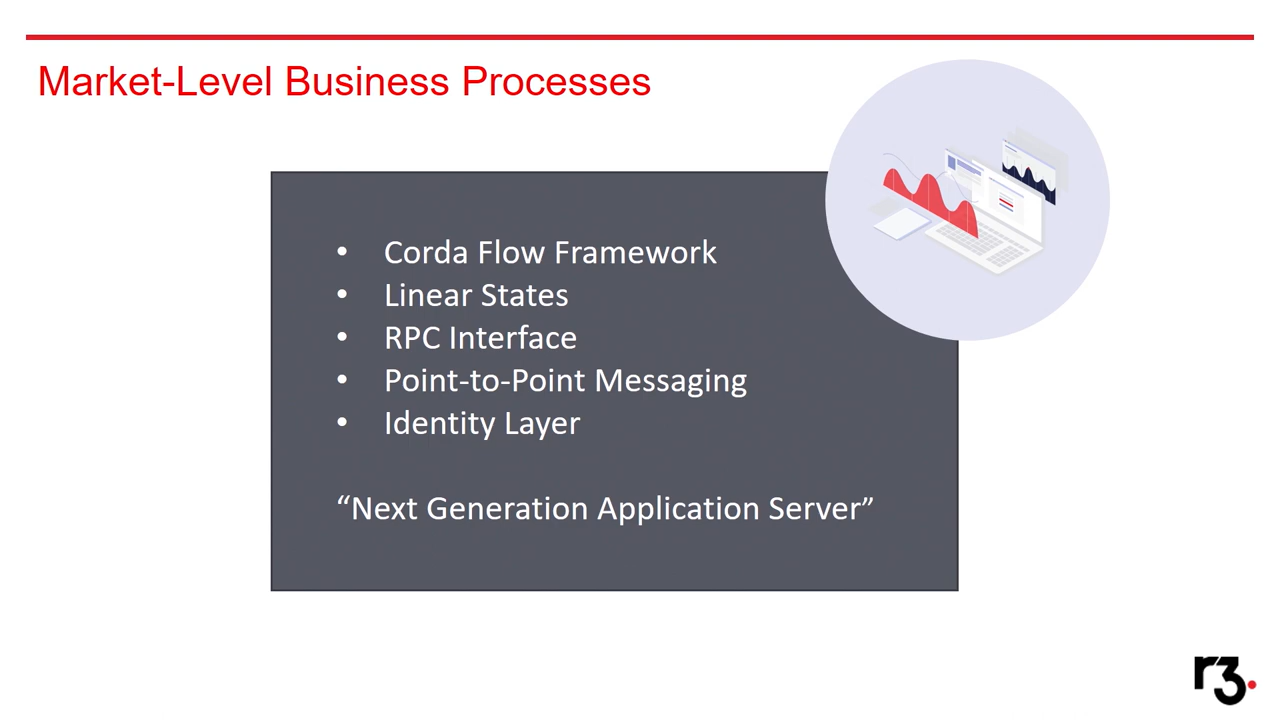 Market-Level Business Processes
• Corda Flow Framework
• Linear States
• RPC Interface
• Point-to-Point Messaging
• Identity Layer
“Next Generation Application Server”
r3.